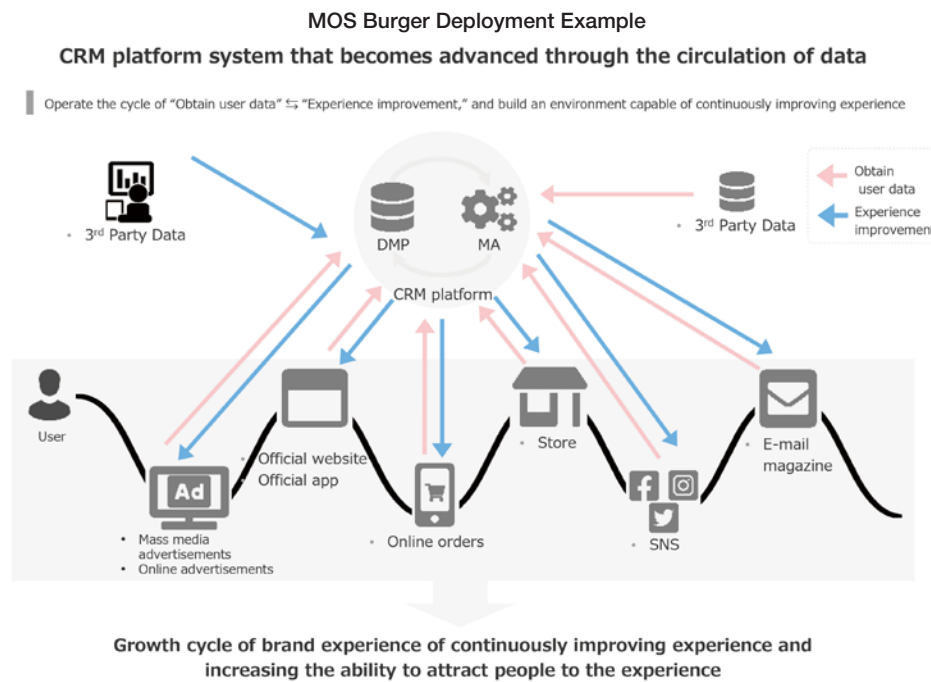 MOS Burger Deployment Example
CRM platform system that becomes advanced through the circulation of data
Operate the cycle of “Obtain user data” ⇆ “Experience improvement,” and build an environment capable of continuously improving experience
• 3rd Party Data
DMP
MA
CRM platform
• 3rd Party Data
Obtain
user data
Experience
improvement
User
Ad
• Mass media
advertisements
• Online advertisements
• Official website
• Official app
• Online orders
• Store
• SNS
• E-mail
magazine
Growth cycle of brand experience of continuously improving experience and
increasing the ability to attract people to the experience